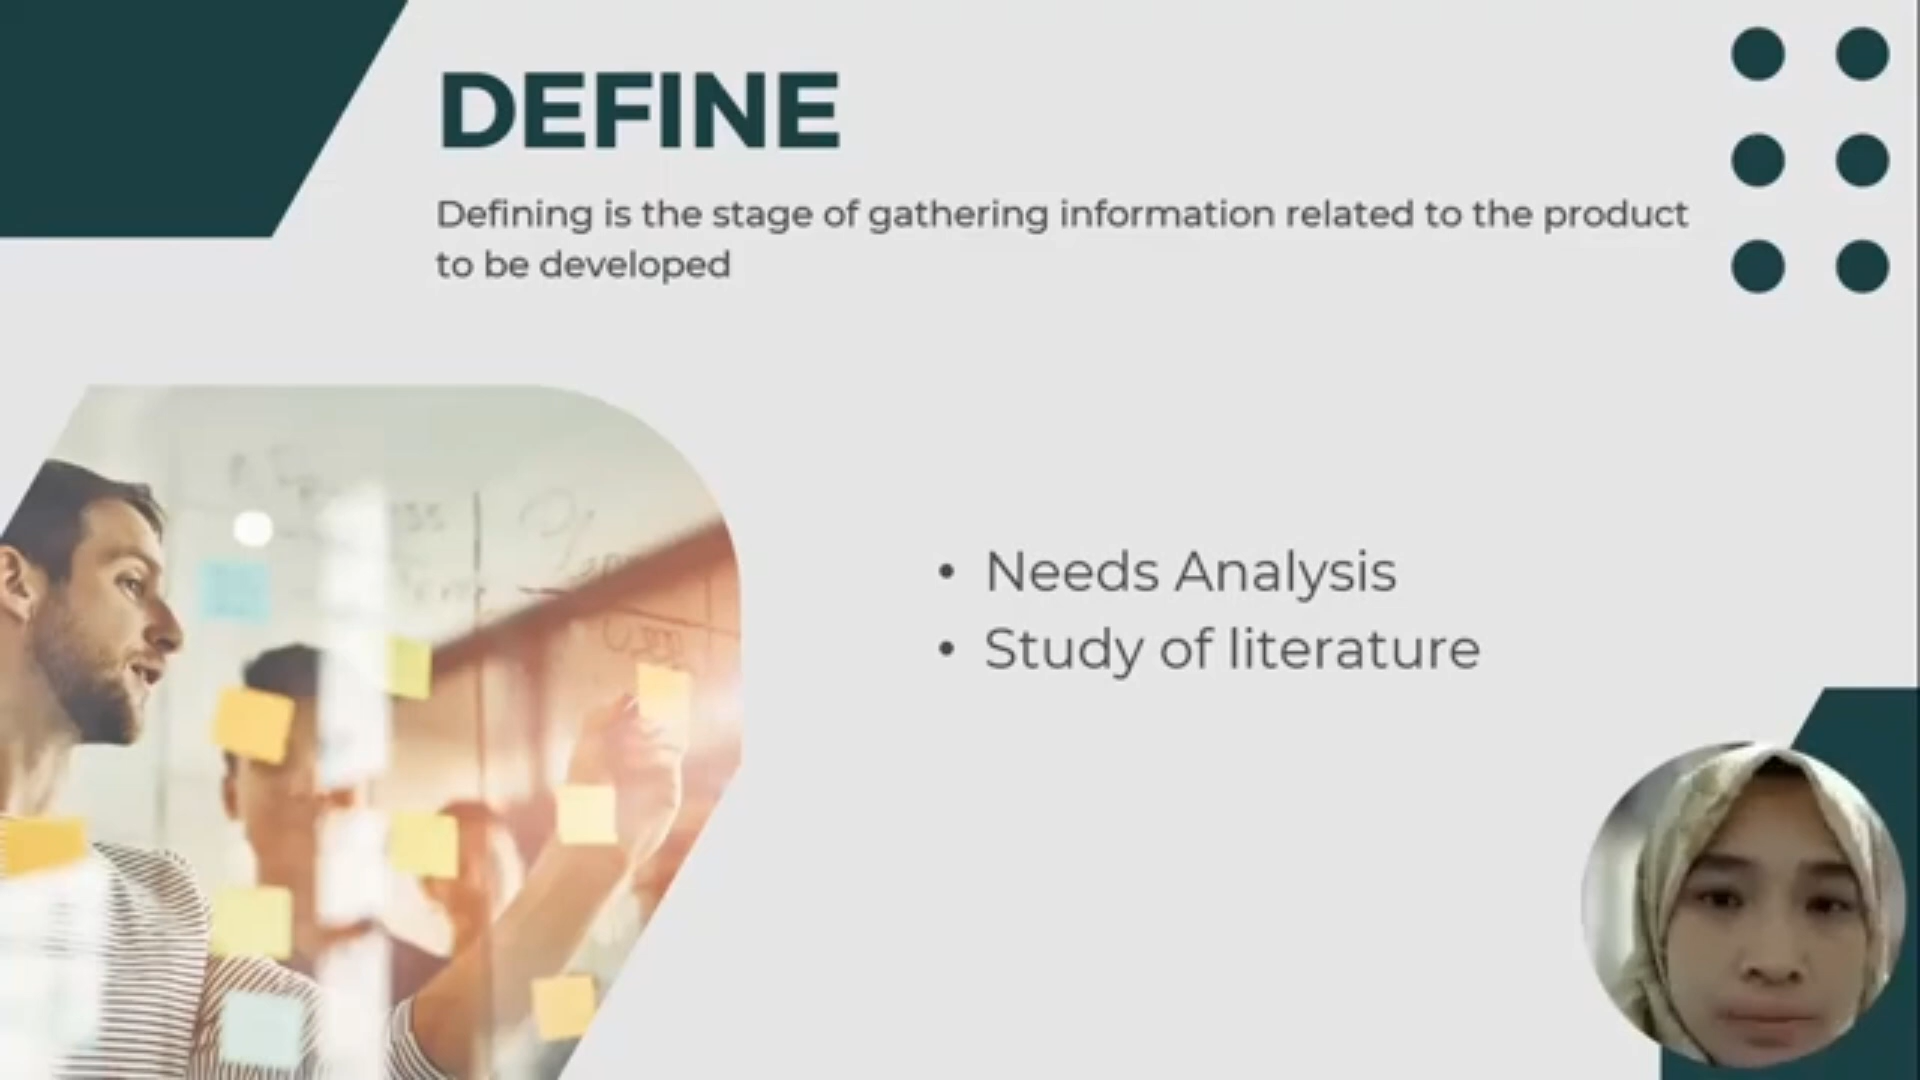 DEFINE
Defining is the stage of gathering information related to the product
to be developed
• Needs Analysis
• Study of literature